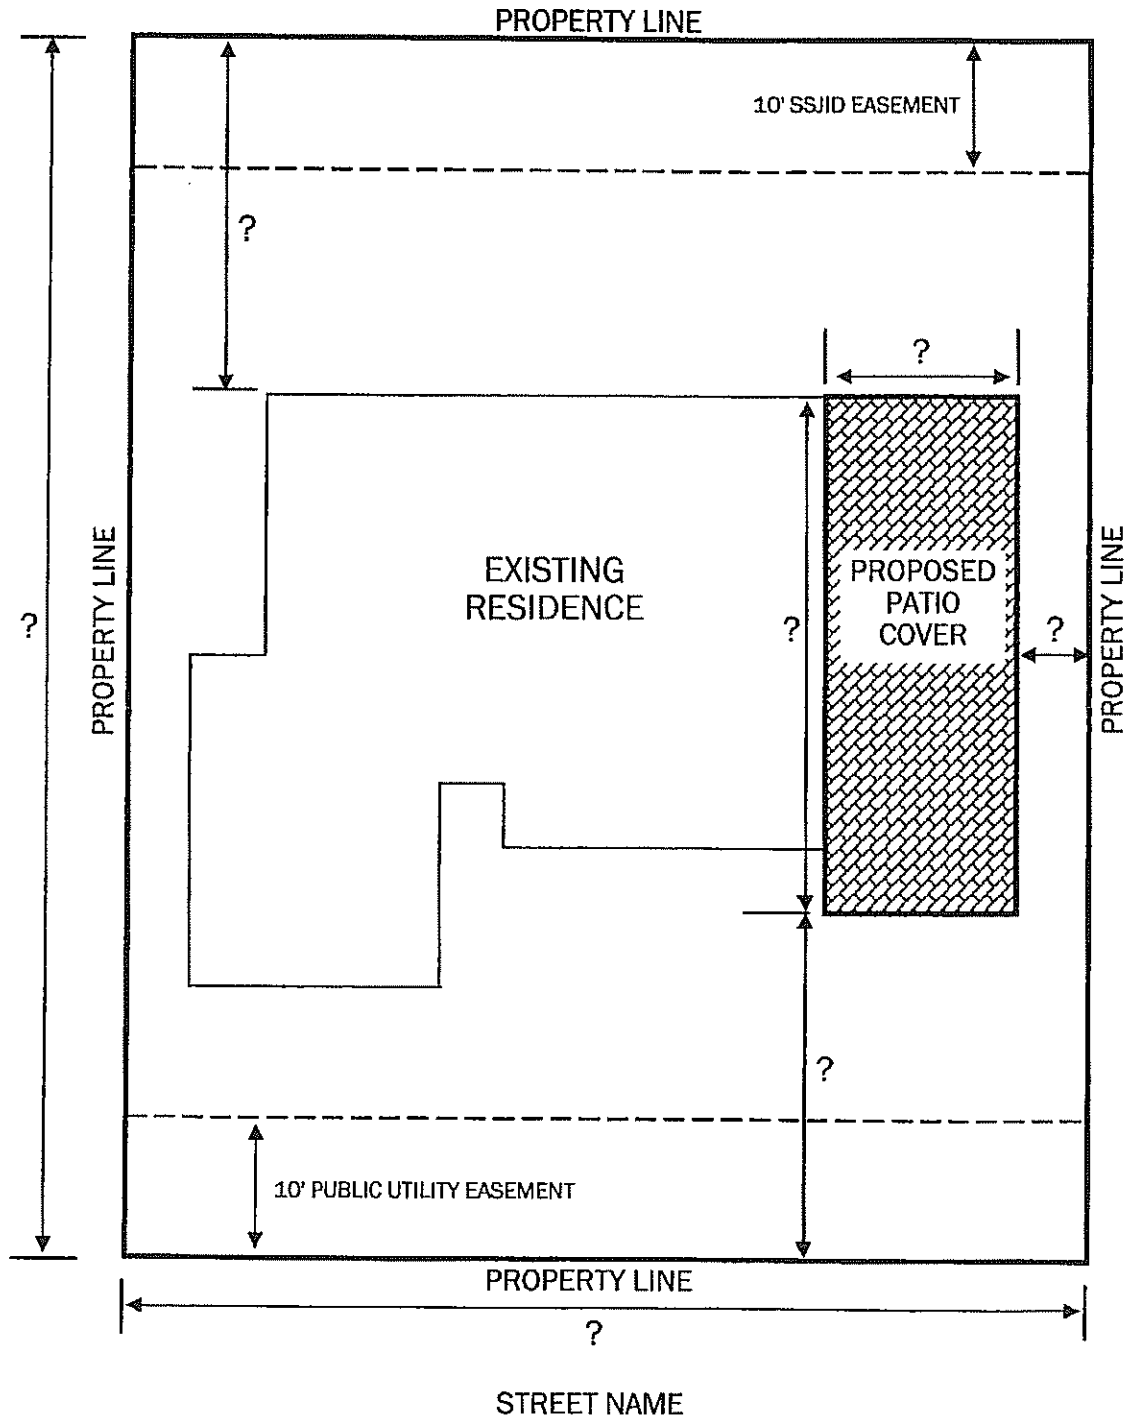 PROPERTY LINE
10' SSJID EASEMENT
?
?
EXISTING
RESIDENCE
PROPOSED
PATIO
COVER
?
?
?
PROPERTY LINE
PROPERTY LINE
?
10' PUBLIC UTILITY EASEMENT
PROPERTY LINE
?
STREET NAME